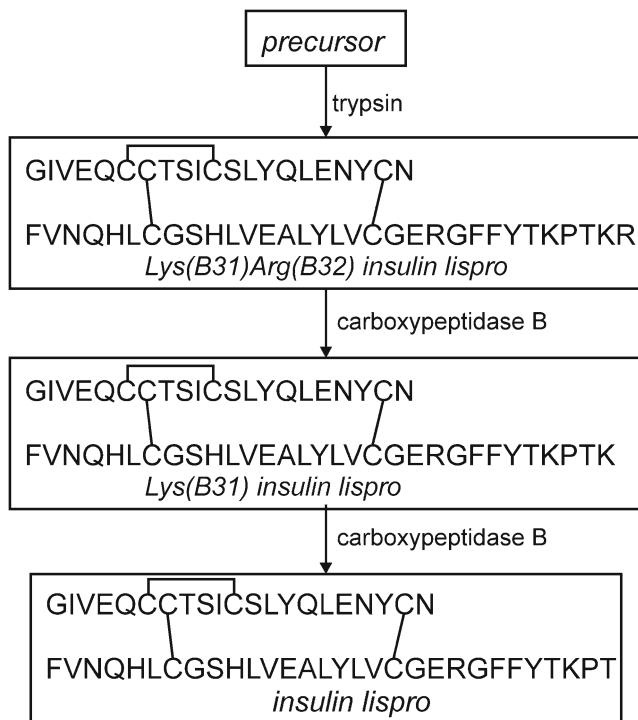 precursor
trypsin
GIVEQCCTSICSLYQLENYCN
FVNQHLCGSHLVEALYLVCGERGFFYTKPTKR
Lys(B31)Arg(B32) insulin lispro
carboxypeptidase B
GIVEQCCTSICSLYQLENYCN
FVNQHLCGSHLVEALYLVCGERGFFYTKPTK
Lys(B31) insulin lispro
carboxypeptidase B
GIVEQCCTSICSLYQLENYCN
FVNQHLCGSHLVEALYLVCGERGFFYTKPT
insulin lispro